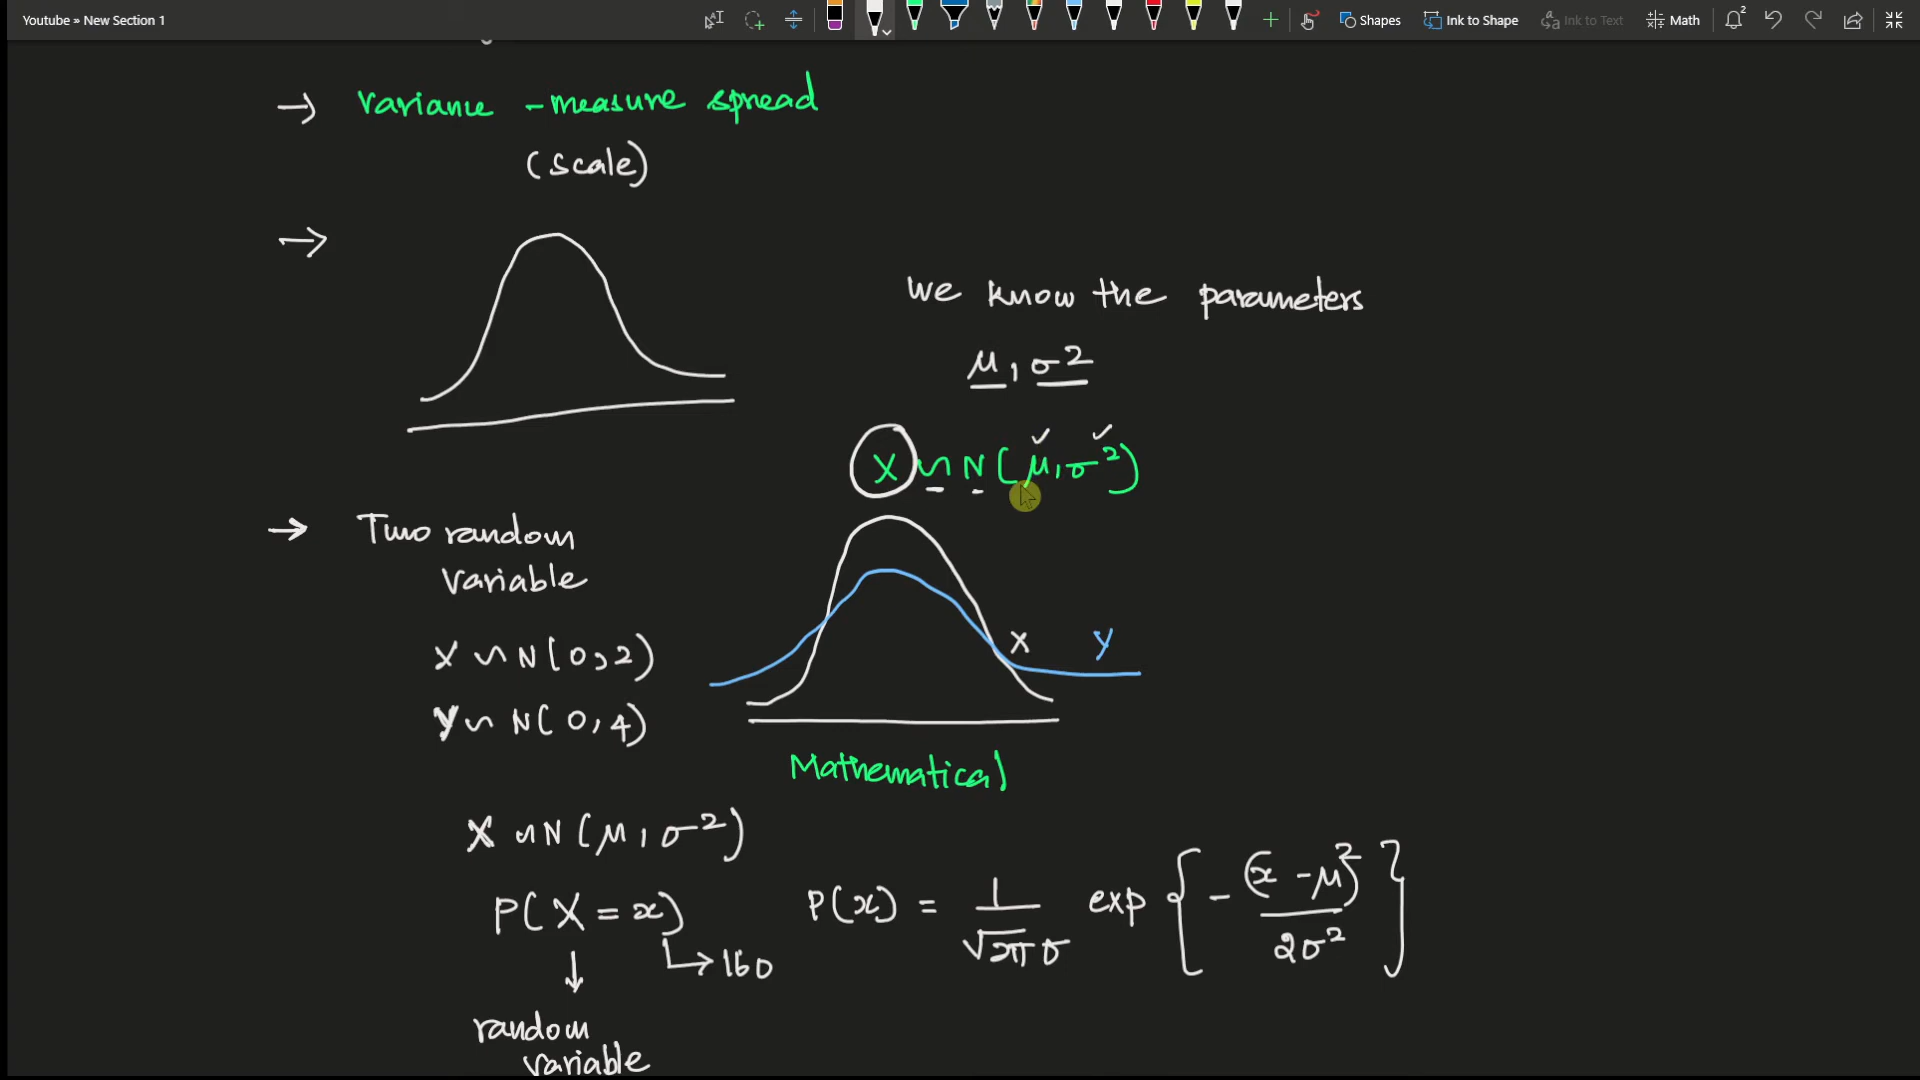 Youtube » New Section 1
Shapes
Ink to Shape
Ink to Text
Math
2
→ variance - measure spread
(scale)
→
we know the parameters
μ, σ²
X ~ N(μ, σ²)
→ Two random
variable
X ~ N(0, 2)
Y ~ N(0, 4)
X Y
Mathematical
X ~ N(μ, σ²)
P(X = x) → 160
P(x) = 1/(√2π σ) exp { - (x - μ)²/(2σ²) }
↓
random
variable